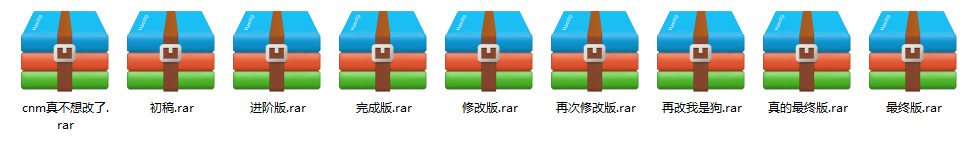 cnm真不想改了.
rar
初稿.rar
进阶版.rar
完成版.rar
修改版.rar
再次修改版.rar
再改我是狗.rar
真的最终版.rar
最终版.rar